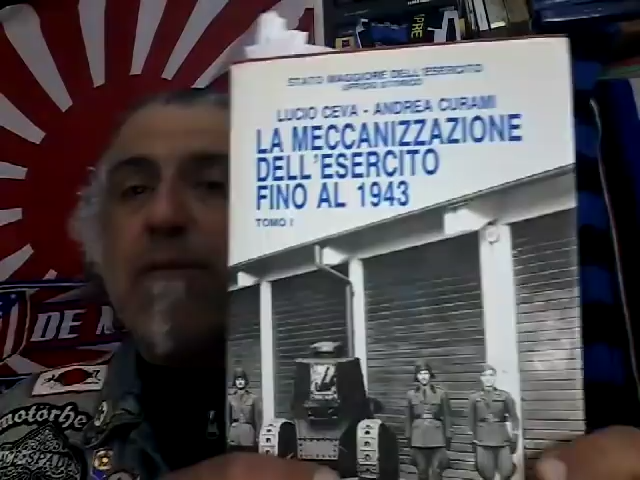 STATO MAGGIORE DELL'ESERCITO
UFFICIO STORICO
LUCIO CEVA - ANDREA CURAMI
LA MECCANIZZAZIONE
DELL'ESERCITO
FINO AL 1943
TOMO I
DE M
motörhe